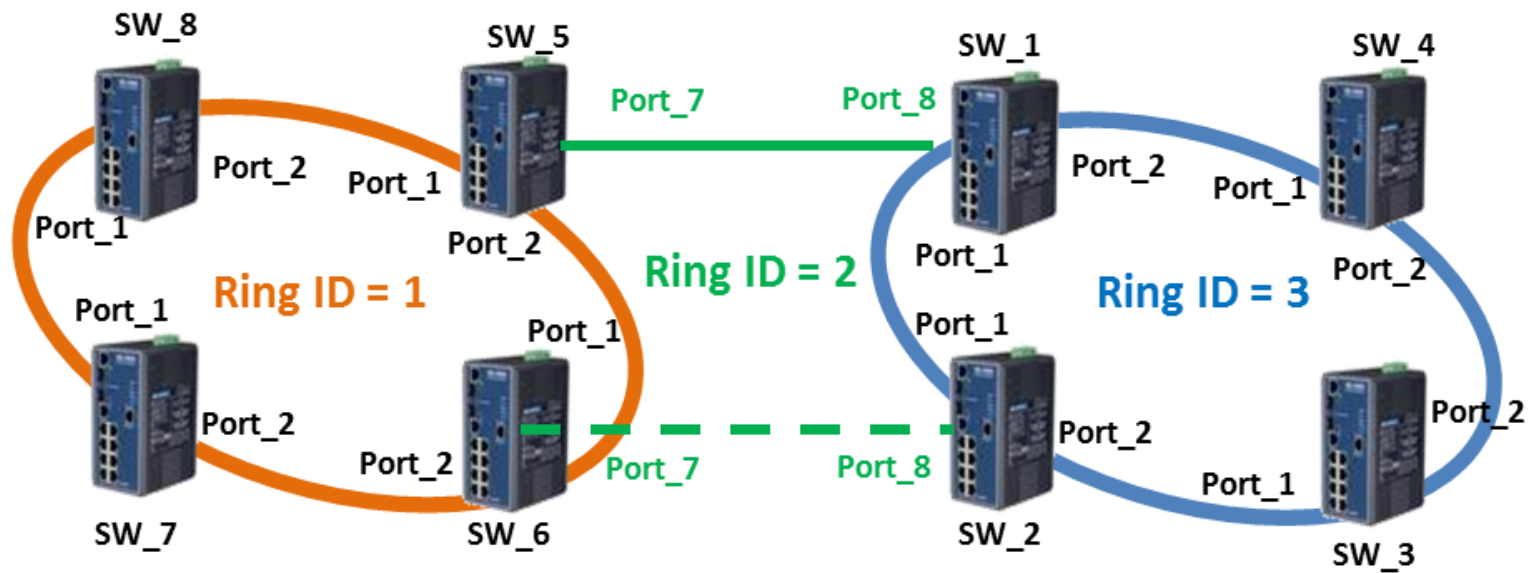 SW_8
SW_5
SW_1
SW_4
Port_7
Port_8
Port_2
Port_1
Port_2
Port_1
Port_1
Port_2
Port_1
Port_2
Ring ID = 1
Ring ID = 2
Ring ID = 3
Port_1
Port_1
Port_1
Port_2
Port_2
Port_2
Port_2
Port_7
Port_8
Port_1
SW_7
SW_6
SW_2
SW_3